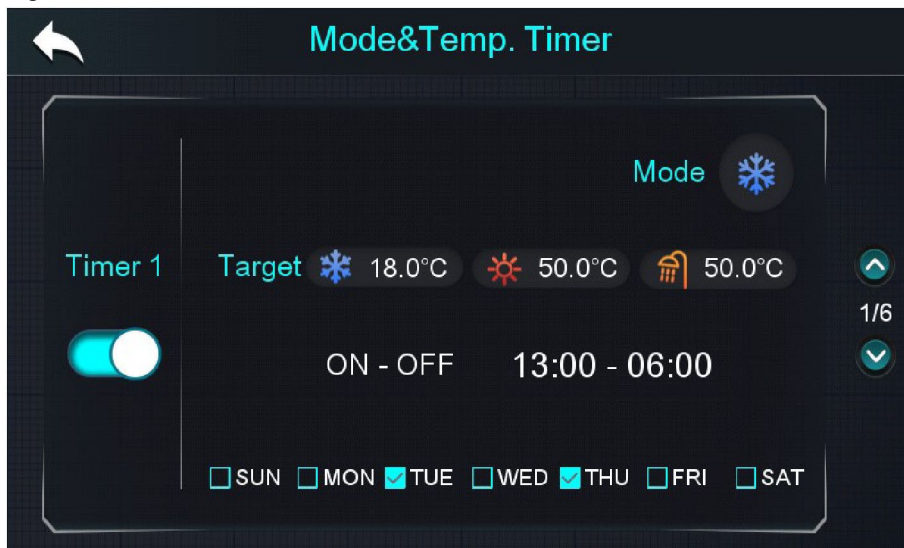 Mode&Temp. Timer
Mode
Timer 1
Target 18.0°C 50.0°C 50.0°C
1/6
ON - OFF 13:00 - 06:00
SUN MON TUE WED THU FRI SAT